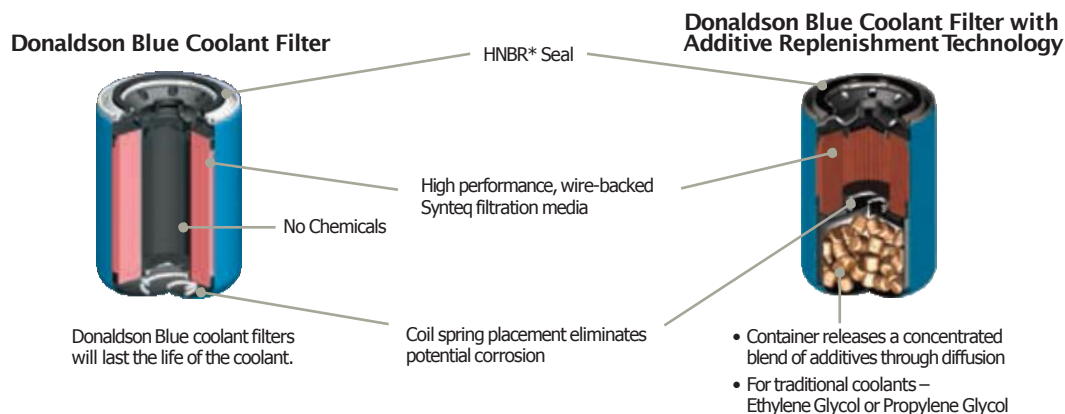 Donaldson Blue Coolant Filter
Donaldson Blue Coolant Filter with
Additive Replenishment Technology
HNBR* Seal
High performance, wire-backed
Synteq filtration media
No Chemicals
Donaldson Blue coolant filters
will last the life of the coolant.
Coil spring placement eliminates
potential corrosion
• Container releases a concentrated
blend of additives through diffusion
• For traditional coolants –
Ethylene Glycol or Propylene Glycol